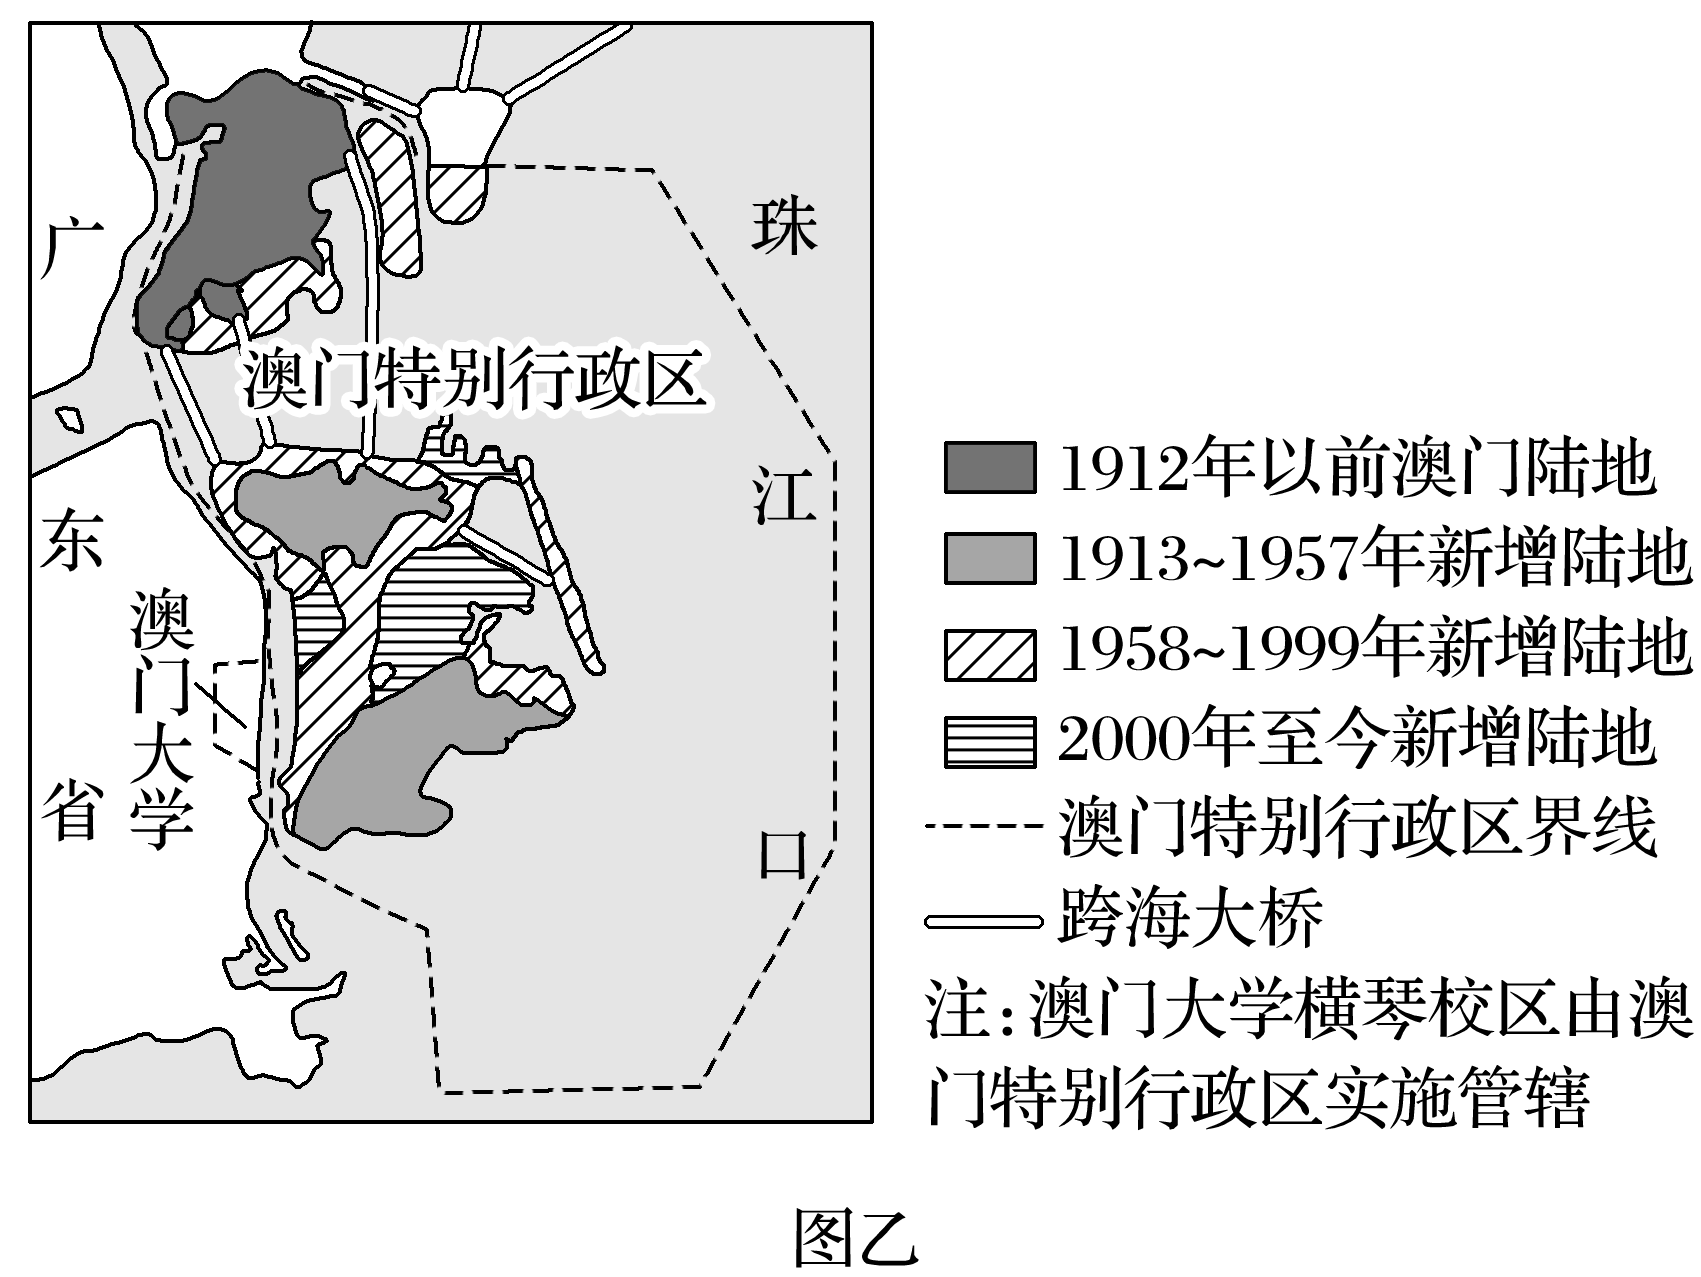 广
东
省
澳
门
大
学
澳门特别行政区
珠
江
口
1912年以前澳门陆地
1913~1957年新增陆地
1958~1999年新增陆地
2000年至今新增陆地
澳门特别行政区界线
跨海大桥
注:澳门大学横琴校区由澳
门特别行政区实施管辖
图乙